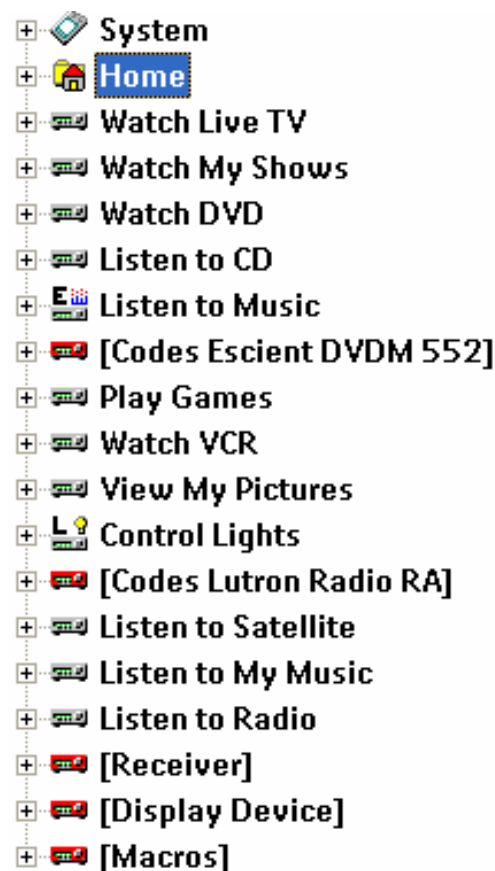 System
Home
Watch Live TV
Watch My Shows
Watch DVD
Listen to CD
E Listen to Music
[Codes Escient DVDM 552]
Play Games
Watch VCR
View My Pictures
L Control Lights
[Codes Lutron Radio RA]
Listen to Satellite
Listen to My Music
Listen to Radio
[Receiver]
[Display Device]
[Macros]